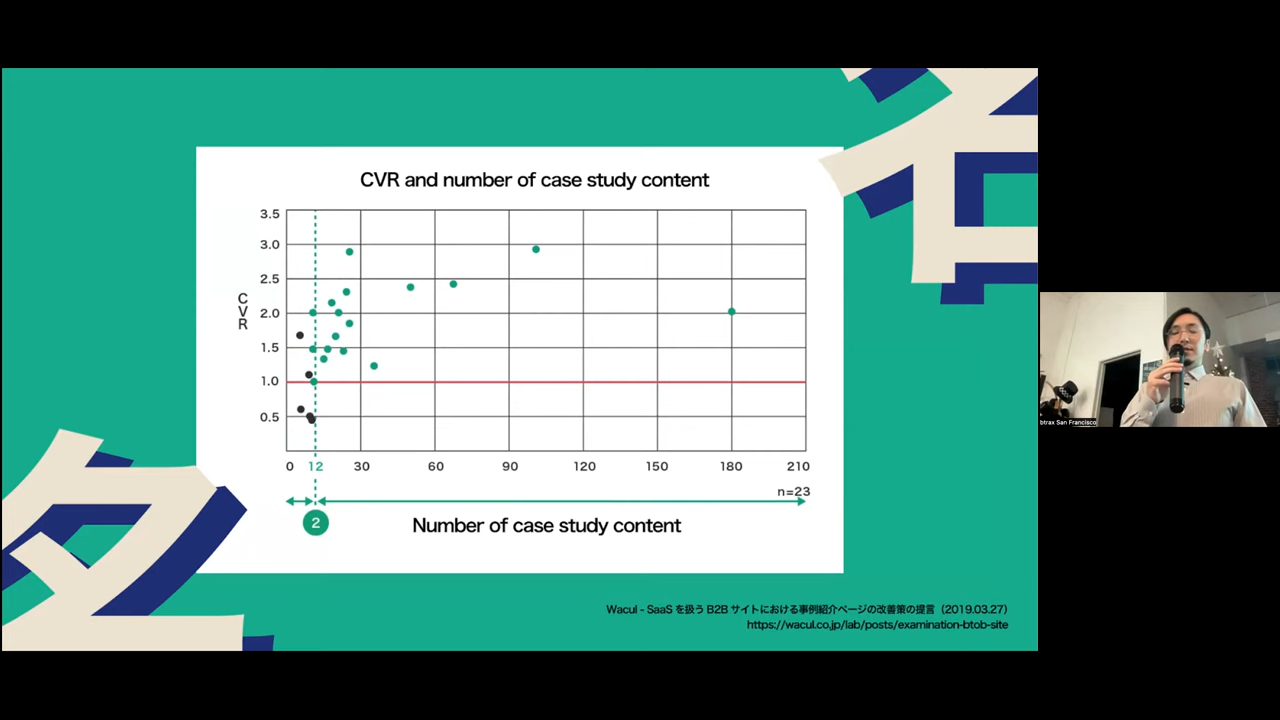 CVR and number of case study content
3.5
3.0
2.5
2.0
1.5
1.0
0.5
CVR
0 12 30 60 90 120 150 180 210
n=23
2
Number of case study content
Wacul - SaaS を扱う B2B サイトにおける事例紹介ページの改善策の提言（2019.03.27）
https://wacul.co.jp/lab/posts/examination-btob-site
btrax San Francisco